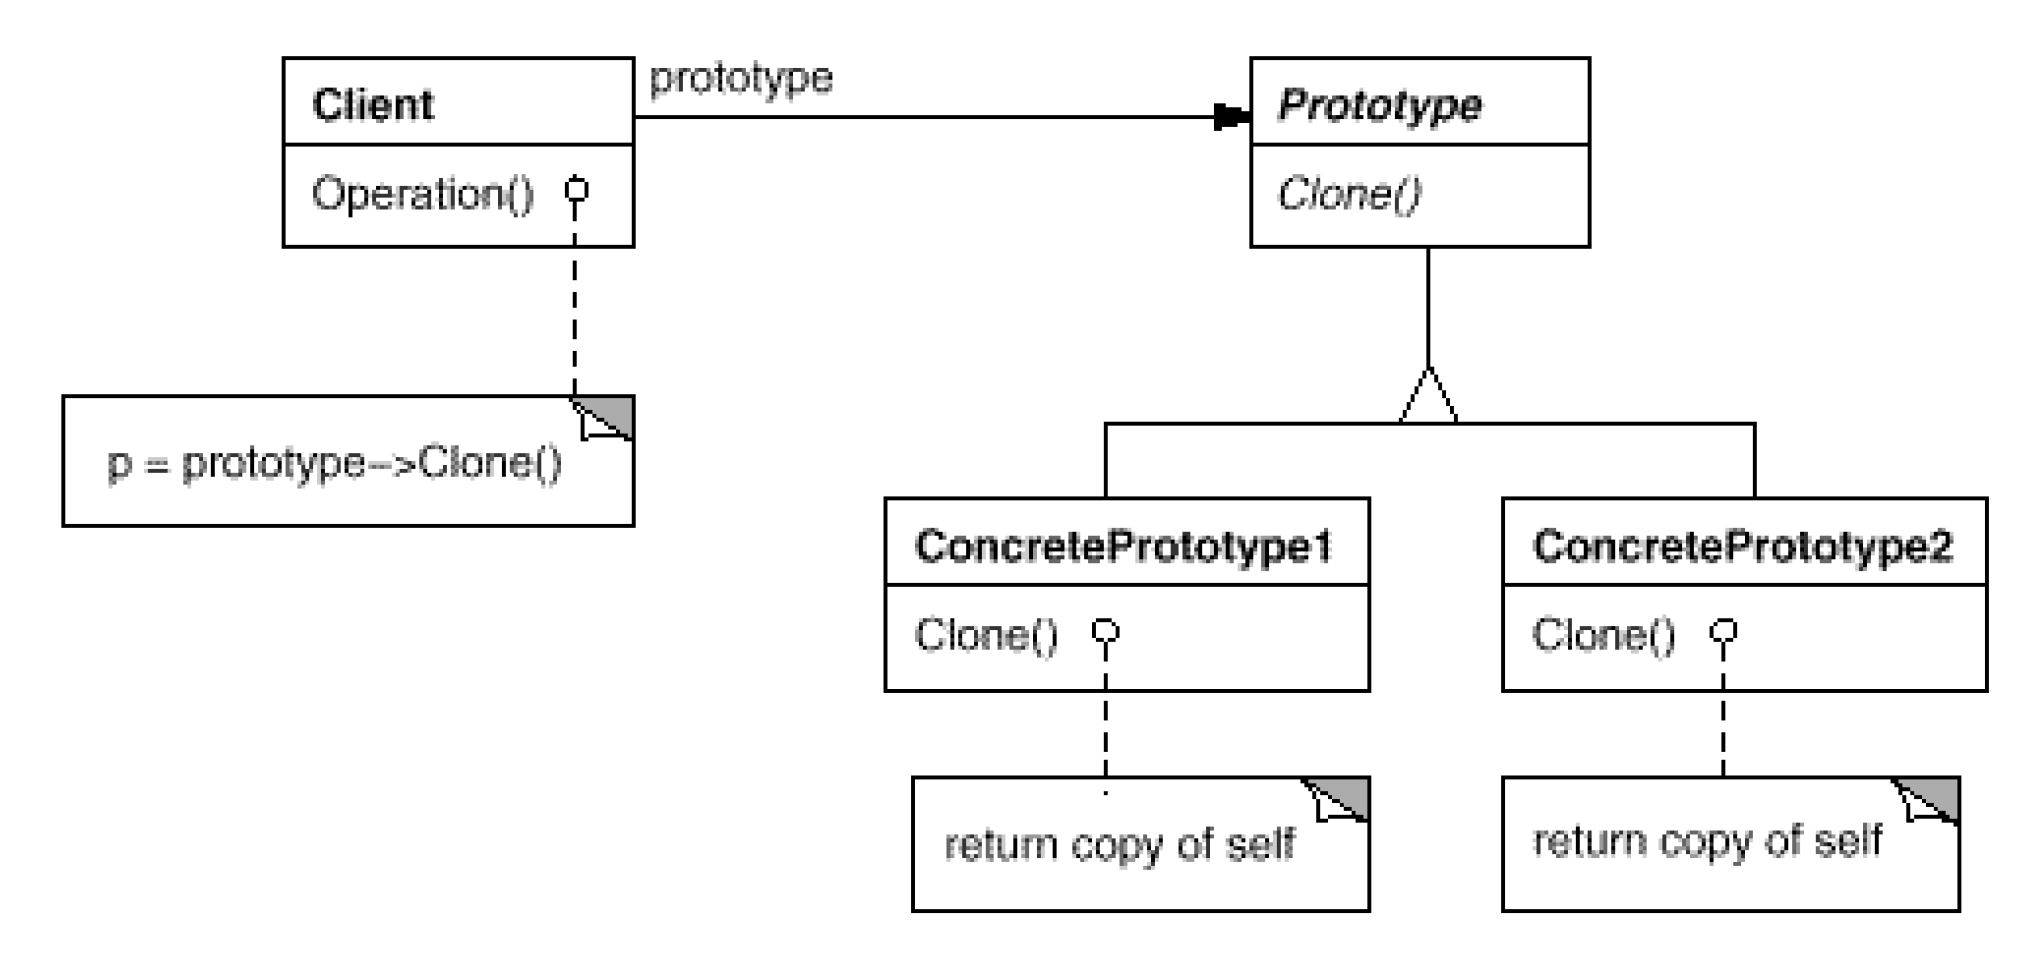 Client
prototype
Prototype
Operation()
Clone()
p = prototype-->Clone()
ConcretePrototype1
ConcretePrototype2
Clone()
Clone()
return copy of self
return copy of self